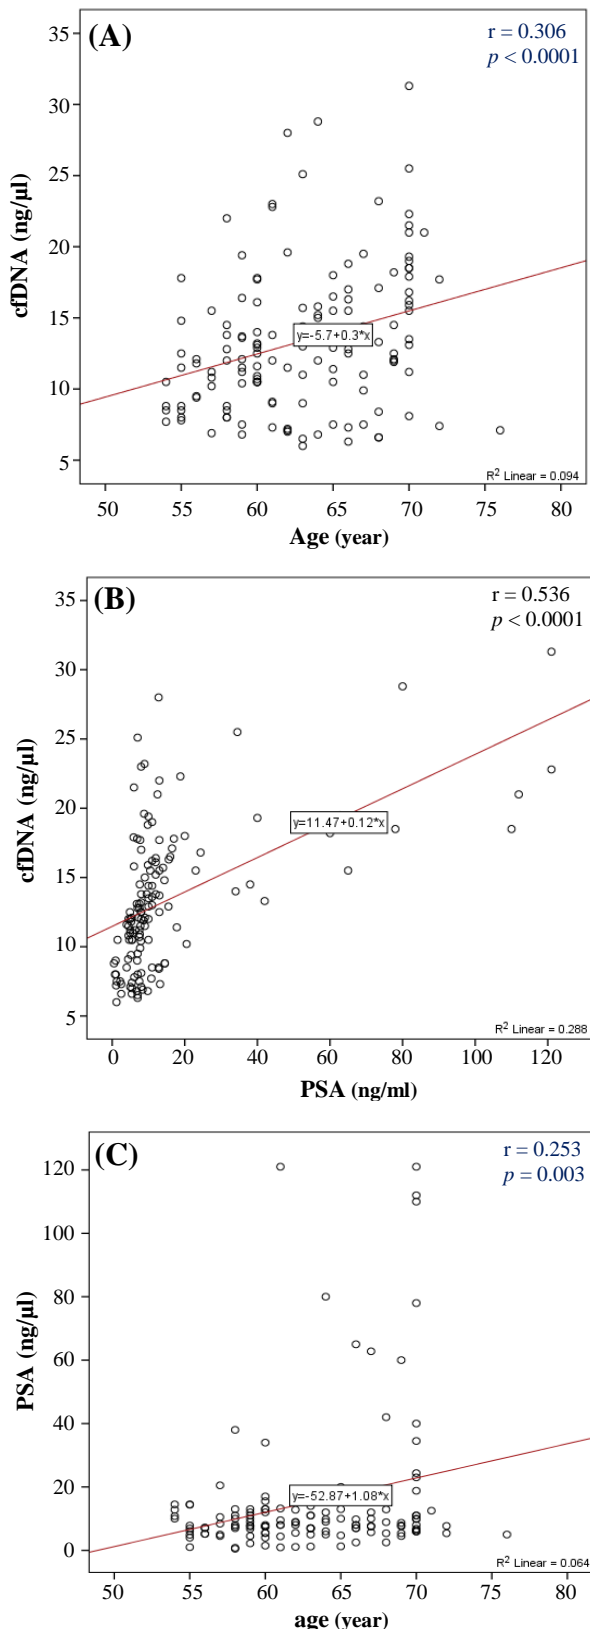 (A)
r = 0.306
p < 0.0001
35
30
25
20
15
10
5
cfDNA (ng/µl)
y=-5.7+0.3*x
R² Linear = 0.094
50 55 60 65 70 75 80
Age (year)
(B)
r = 0.536
p < 0.0001
35
30
25
20
15
10
5
cfDNA (ng/µl)
y=11.47+0.12*x
R² Linear = 0.288
0 20 40 60 80 100 120
PSA (ng/ml)
(C)
r = 0.253
p = 0.003
120
100
80
60
40
20
0
PSA (ng/µl)
y=-52.87+1.08*x
R² Linear = 0.064
50 55 60 65 70 75 80
age (year)